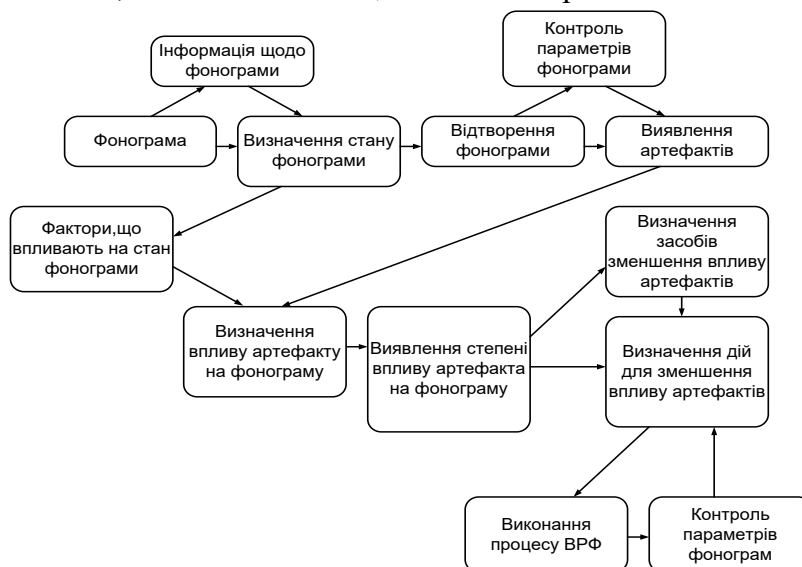 Інформація щодо
фонограми
Контроль
параметрів
фонограми
Фонограма
Визначення стану
фонограми
Відтворення
фонограми
Виявлення
артефактів
Фактори,що
впливають на стан
фонограми
Визначення
засобів
зменшення впливу
артефактів
Визначення
впливу артефакту
на фонограму
Виявлення степені
впливу артефакта
на фонограму
Визначення дій
для зменшення
впливу артефактів
Виконання
процесу ВРФ
Контроль
параметрів
фонограм